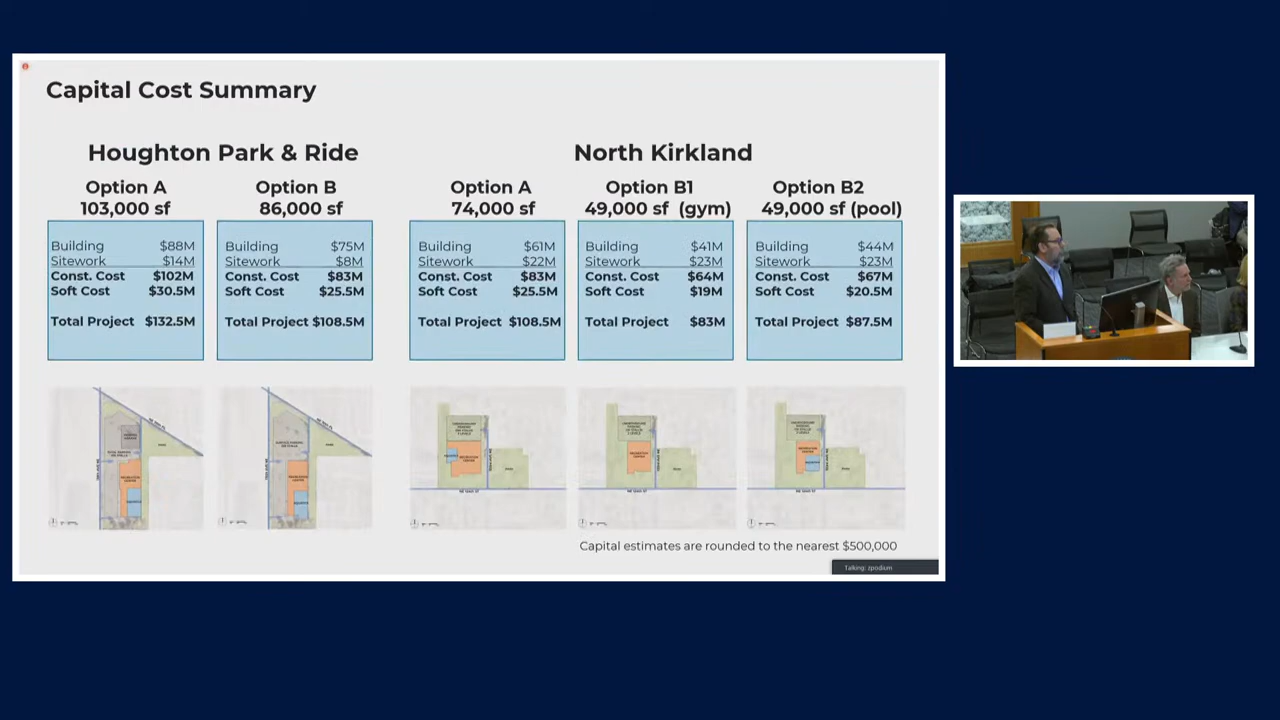 Capital Cost Summary
Houghton Park & Ride
North Kirkland
Option A
103,000 sf
Building $88M
Sitework $14M
Const. Cost $102M
Soft Cost $30.5M
Total Project $132.5M
Option B
86,000 sf
Building $75M
Sitework $8M
Const. Cost $83M
Soft Cost $25.5M
Total Project $108.5M
Option A
74,000 sf
Building $61M
Sitework $22M
Const. Cost $83M
Soft Cost $25.5M
Total Project $108.5M
Option B1
49,000 sf (gym)
Building $41M
Sitework $23M
Const. Cost $64M
Soft Cost $19M
Total Project $83M
Option B2
49,000 sf (pool)
Building $44M
Sitework $23M
Const. Cost $67M
Soft Cost $20.5M
Total Project $87.5M
Capital estimates are rounded to the nearest $500,000
Talking: zpodium